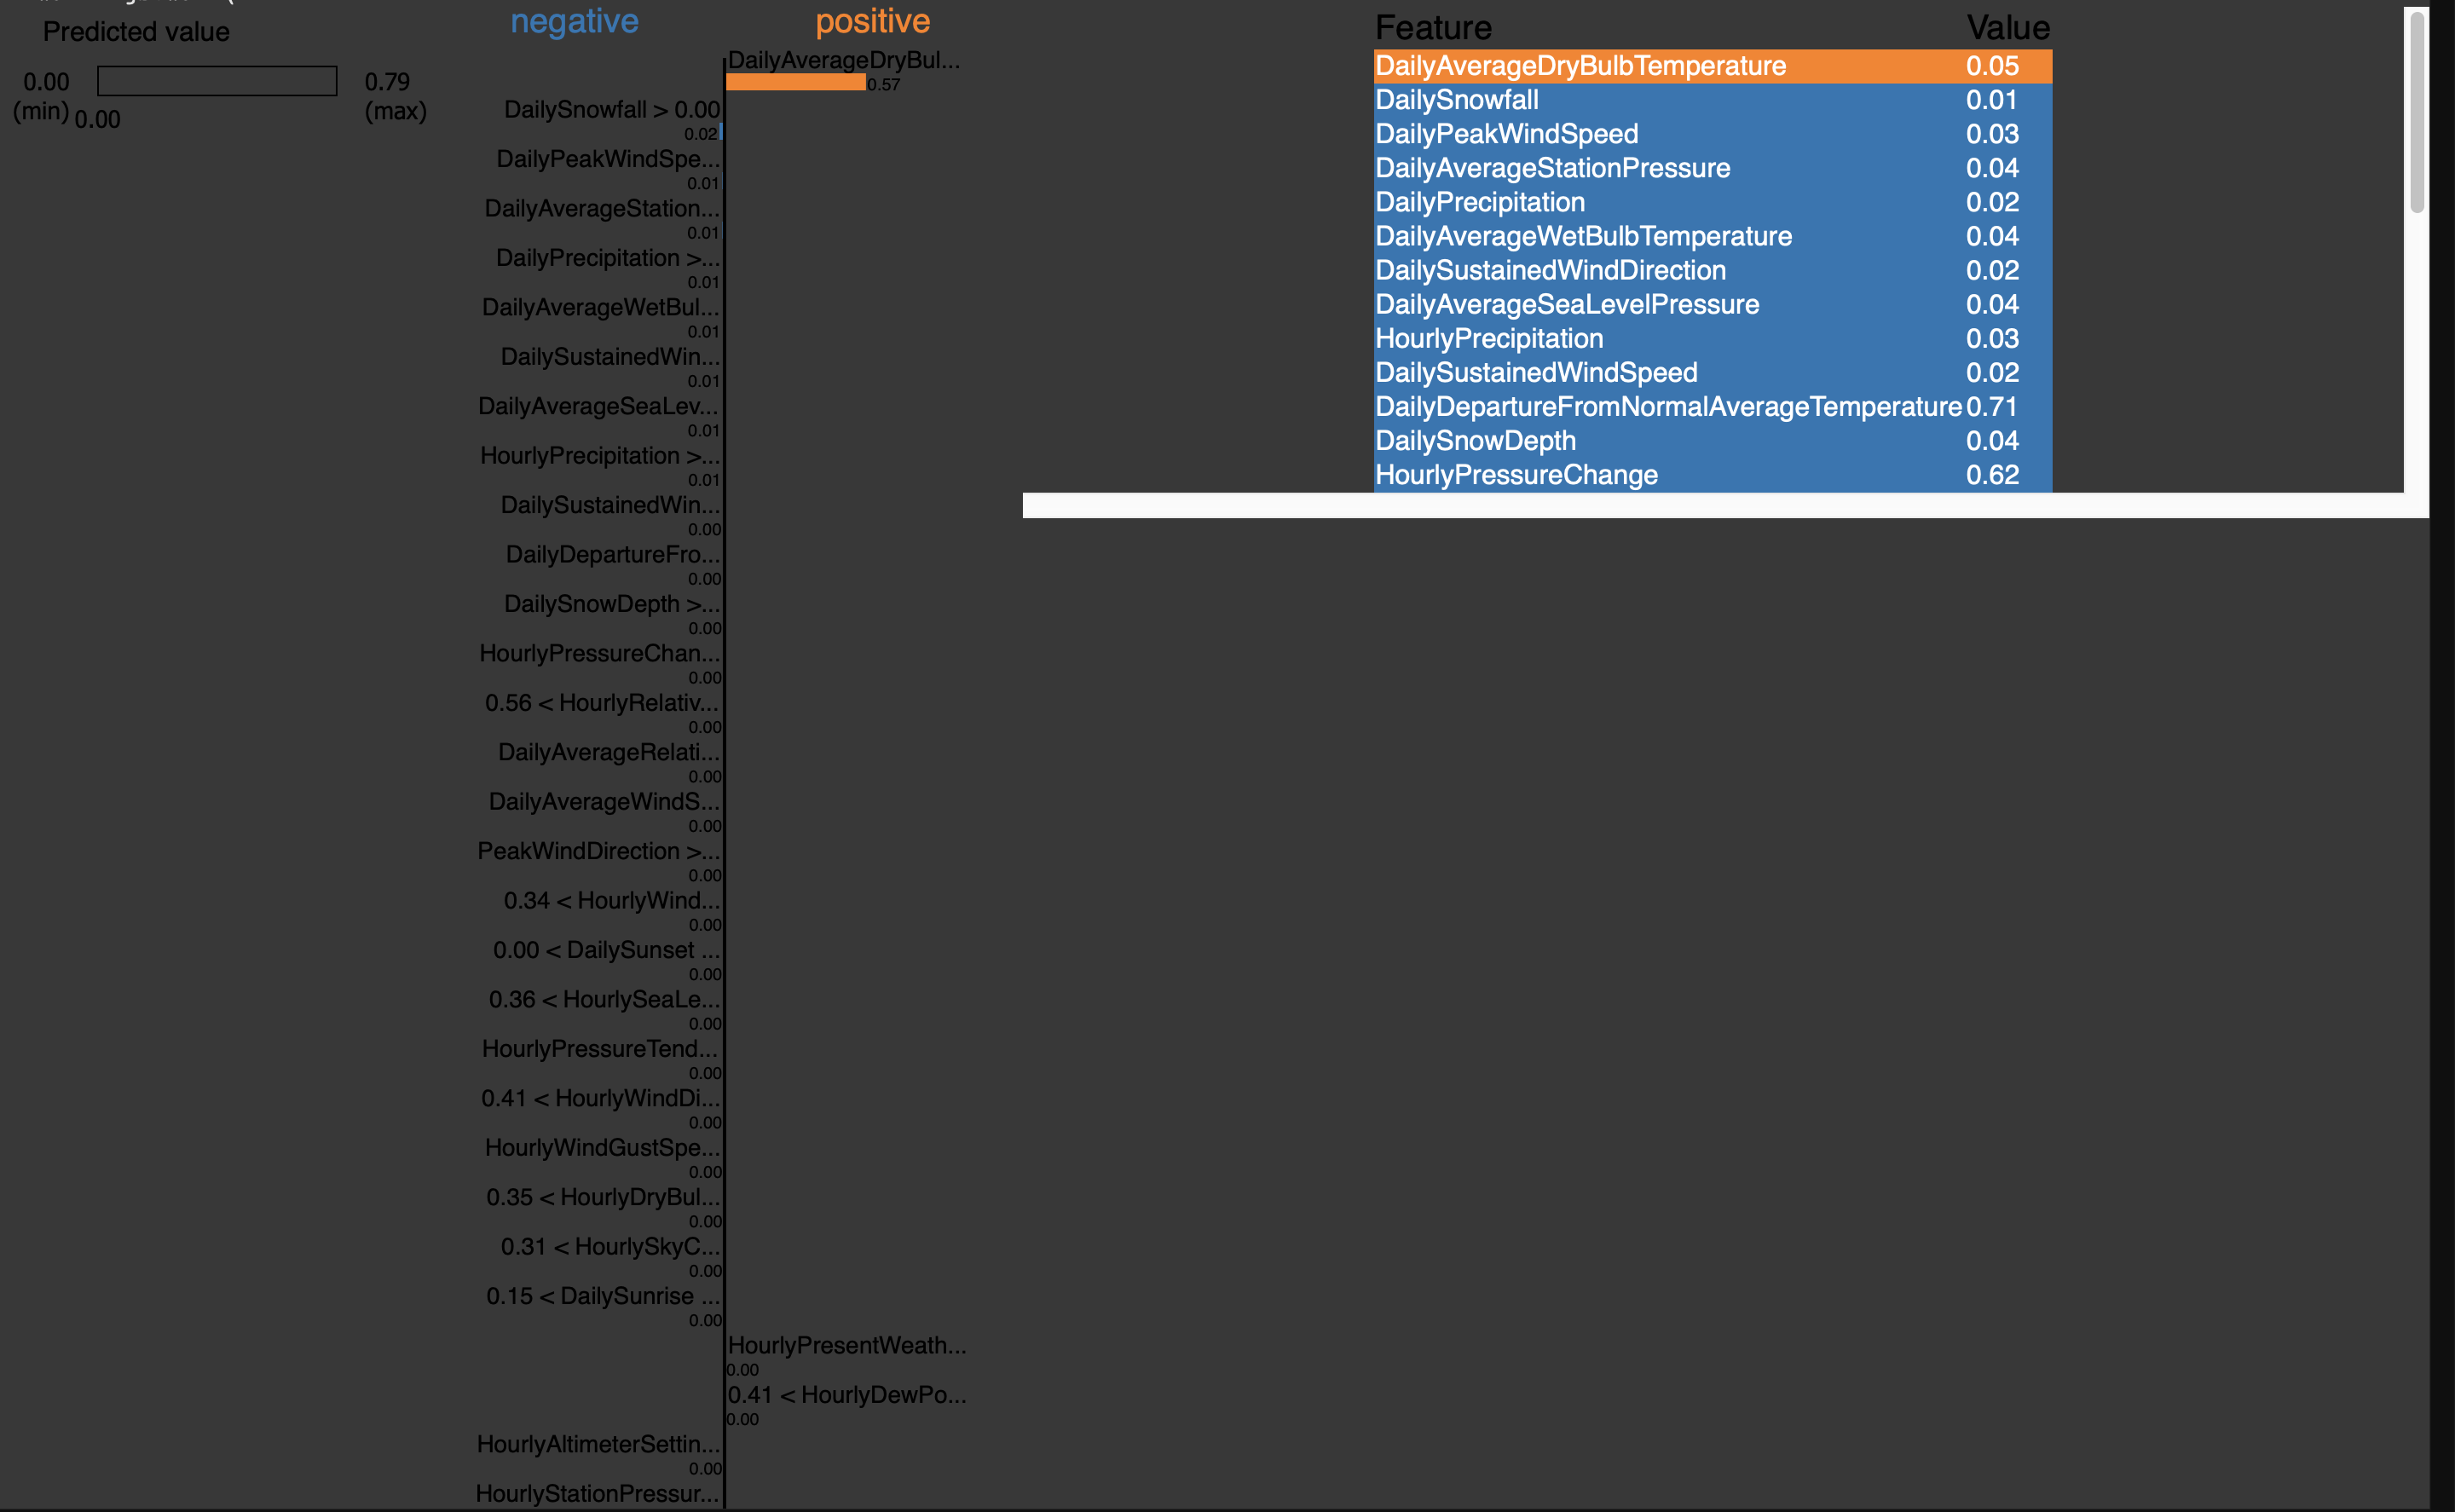 Predicted value
0.00
(min)
0.79
(max)
0.00
negative
positive
DailyAverageDryBul...
0.57
DailySnowfall > 0.00
0.02
DailyPeakWindSpe...
0.01
DailyAverageStation...
0.01
DailyPrecipitation >...
0.01
DailyAverageWetBul...
0.01
DailySustainedWin...
0.01
DailyAverageSeaLev...
0.01
HourlyPrecipitation >...
0.01
DailySustainedWin...
0.00
DailyDepartureFro...
0.00
DailySnowDepth >...
0.00
HourlyPressureChan...
0.00
0.56 < HourlyRelativ...
0.00
DailyAverageRelati...
0.00
DailyAverageWindS...
0.00
PeakWindDirection >...
0.00
0.34 < HourlyWind...
0.00
0.00 < DailySunset ...
0.00
0.36 < HourlySeaLe...
0.00
HourlyPressureTend...
0.00
0.41 < HourlyWindDi...
0.00
HourlyWindGustSpe...
0.00
0.35 < HourlyDryBul...
0.00
0.31 < HourlySkyC...
0.00
0.15 < DailySunrise ...
0.00
HourlyPresentWeath...
0.00
0.41 < HourlyDewPo...
0.00
HourlyAltimeterSettin...
0.00
HourlyStationPressur...
Feature Value
DailyAverageDryBulbTemperature 0.05
DailySnowfall 0.01
DailyPeakWindSpeed 0.03
DailyAverageStationPressure 0.04
DailyPrecipitation 0.02
DailyAverageWetBulbTemperature 0.04
DailySustainedWindDirection 0.02
DailyAverageSeaLevelPressure 0.04
HourlyPrecipitation 0.03
DailySustainedWindSpeed 0.02
DailyDepartureFromNormalAverageTemperature 0.71
DailySnowDepth 0.04
HourlyPressureChange 0.62